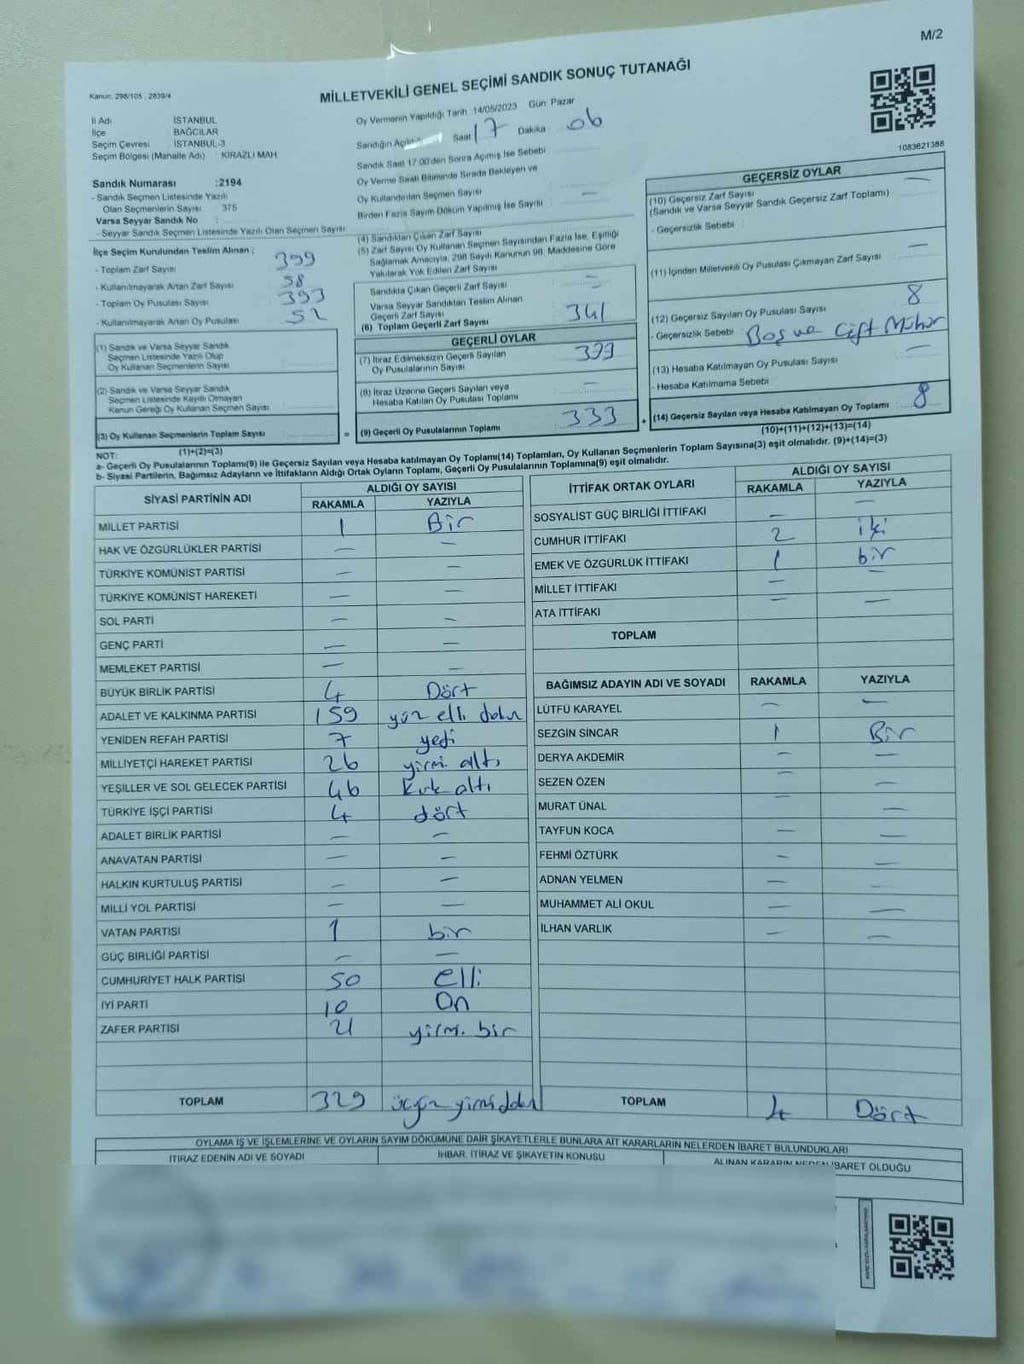 M/2
Kanun: 298/105 , 2839/4
MİLLETVEKİLİ GENEL SEÇİMİ SANDIK SONUÇ TUTANAĞI
İl Adı İSTANBUL
İlçe BAĞCILAR
Seçim Çevresi : İSTANBUL-3
Seçim Bölgesi (Mahalle Adı) : KİRAZLI MAH
Oy Vermenin Yapıldığı Tarih :14/05/2023 Gün: Pazar
Sandığın Açıldığı Saat 17 Dakika : 06
Sandık Saat 17:00'den Sonra Açılmış İse Sebebi
Oy Verme Saati Bitiminde Sırada Bekleyen ve
Oy Kullandırılan Seçmen Sayısı —
Birden Fazla Sayım Döküm Yapılmış İse Sayısı —
1083621388
Sandık Numarası :2194
- Sandık Seçmen Listesinde Yazılı
Olan Seçmenlerin Sayısı 375
Varsa Seyyar Sandık No :
- Seyyar Sandık Seçmen Listesinde Yazılı Olan Seçmen Sayısı:
İlçe Seçim Kurulundan Teslim Alınan :
- Toplam Zarf Sayısı 399
- Kullanılmayarak Artan Zarf Sayısı 58
- Toplam Oy Pusulası Sayısı 393
- Kullanılmayarak Artan Oy Pusulası 52
(1) Sandık ve Varsa Seyyar Sandık
Seçmen Listesinde Yazılı Olup
Oy Kullanan Seçmenlerin Sayısı
(2) Sandık ve Varsa Seyyar Sandık
Seçmen Listesinde Kayıtlı Olmayan
Kanun Gereği Oy Kullanan Seçmen Sayısı
(3) Oy Kullanan Seçmenlerin Toplam Sayısı =
(1)+(2)=(3)
(4) Sandıktan Çıkan Zarf Sayısı
(5) Zarf Sayısı Oy Kullanan Seçmen Sayısından Fazla İse, Eşitliği
Sağlamak Amacıyla, 298 Sayılı Kanunun 98. Maddesine Göre
Yakılarak Yok Edilen Zarf Sayısı —
Sandıkta Çıkan Geçerli Zarf Sayısı —
Varsa Seyyar Sandıktan Teslim Alınan
Geçerli Zarf Sayısı
(6) Toplam Geçerli Zarf Sayısı 341
GEÇERLİ OYLAR
(7) İtiraz Edilmeksizin Geçerli Sayılan
Oy Pusulalarının Sayısı 333
(8) İtiraz Üzerine Geçerli Sayılan veya
Hesaba Katılan Oy Pusulası Toplamı —
(9) Geçerli Oy Pusulalarının Toplamı 333 +
GEÇERSİZ OYLAR
(10) Geçersiz Zarf Sayısı —
(Sandık ve Varsa Seyyar Sandık Geçersiz Zarf Toplamı) :
- Geçersizlik Sebebi :
(11) İçinden Milletvekili Oy Pusulası Çıkmayan Zarf Sayısı —
(12) Geçersiz Sayılan Oy Pusulası Sayısı 8
- Geçersizlik Sebebi Boş ve Çift Mühür
(13) Hesaba Katılmayan Oy Pusulası Sayısı —
- Hesaba Katılmama Sebebi
(14) Geçersiz Sayılan veya Hesaba Katılmayan Oy Toplamı 8
(10)+(11)+(12)+(13)=(14)
NOT:
a- Geçerli Oy Pusulalarının Toplamı(9) ile Geçersiz Sayılan veya Hesaba katılmayan Oy Toplamı(14) Toplamları, Oy Kullanan Seçmenlerin Toplam Sayısına(3) eşit olmalıdır. (9)+(14)=(3)
b- Siyasi Partilerin, Bağımsız Adayların ve İttifakların Aldığı Ortak Oyların Toplamı, Geçerli Oy Pusulalarının Toplamına(9) eşit olmalıdır.
SİYASİ PARTİNİN ADI ALDIĞI OY SAYISI
RAKAMLA YAZIYLA
MİLLET PARTİSİ 1 Bir
HAK VE ÖZGÜRLÜKLER PARTİSİ — —
TÜRKİYE KOMÜNİST PARTİSİ — —
TÜRKİYE KOMÜNİST HAREKETİ — —
SOL PARTİ — —
GENÇ PARTİ — —
MEMLEKET PARTİSİ — —
BÜYÜK BİRLİK PARTİSİ 4 Dört
ADALET VE KALKINMA PARTİSİ 159 yüz elli dokuz
YENİDEN REFAH PARTİSİ 7 yedi
MİLLİYETÇİ HAREKET PARTİSİ 26 yirmi altı
YEŞİLLER VE SOL GELECEK PARTİSİ 46 kırk altı
TÜRKİYE İŞÇİ PARTİSİ 4 dört
ADALET BİRLİK PARTİSİ — —
ANAVATAN PARTİSİ — —
HALKIN KURTULUŞ PARTİSİ — —
MİLLİ YOL PARTİSİ — —
VATAN PARTİSİ 1 bir
GÜÇ BİRLİĞİ PARTİSİ — —
CUMHURİYET HALK PARTİSİ 50 elli
İYİ PARTİ 10 On
ZAFER PARTİSİ 21 yirmi bir
TOPLAM 329 üçyüz yirmi dokuz
İTTİFAK ORTAK OYLARI ALDIĞI OY SAYISI
RAKAMLA YAZIYLA
SOSYALİST GÜÇ BİRLİĞİ İTTİFAKI — —
CUMHUR İTTİFAKI 2 iki
EMEK VE ÖZGÜRLÜK İTTİFAKI 1 bir
MİLLET İTTİFAKI — —
ATA İTTİFAKI — —
TOPLAM
BAĞIMSIZ ADAYIN ADI VE SOYADI RAKAMLA YAZIYLA
LÜTFÜ KARAYEL — —
SEZGİN SİNCAR 1 Bir
DERYA AKDEMİR — —
SEZEN ÖZEN — —
MURAT ÜNAL — —
TAYFUN KOCA — —
FEHMİ ÖZTÜRK — —
ADNAN YELMEN — —
MUHAMMET ALİ OKUL — —
İLHAN VARLIK — —
TOPLAM 4 Dört
OYLAMA İŞ VE İŞLEMLERİNE VE OYLARIN SAYIM DÖKÜMÜNE DAİR ŞİKAYETLERLE BUNLARA AİT KARARLARIN NELERDEN İBARET BULUNDUKLARI
İTİRAZ EDENİN ADI VE SOYADI İHBAR, İTİRAZ VE ŞİKAYETİN KONUSU ALINAN KARARIN NEDEN İBARET OLDUĞU